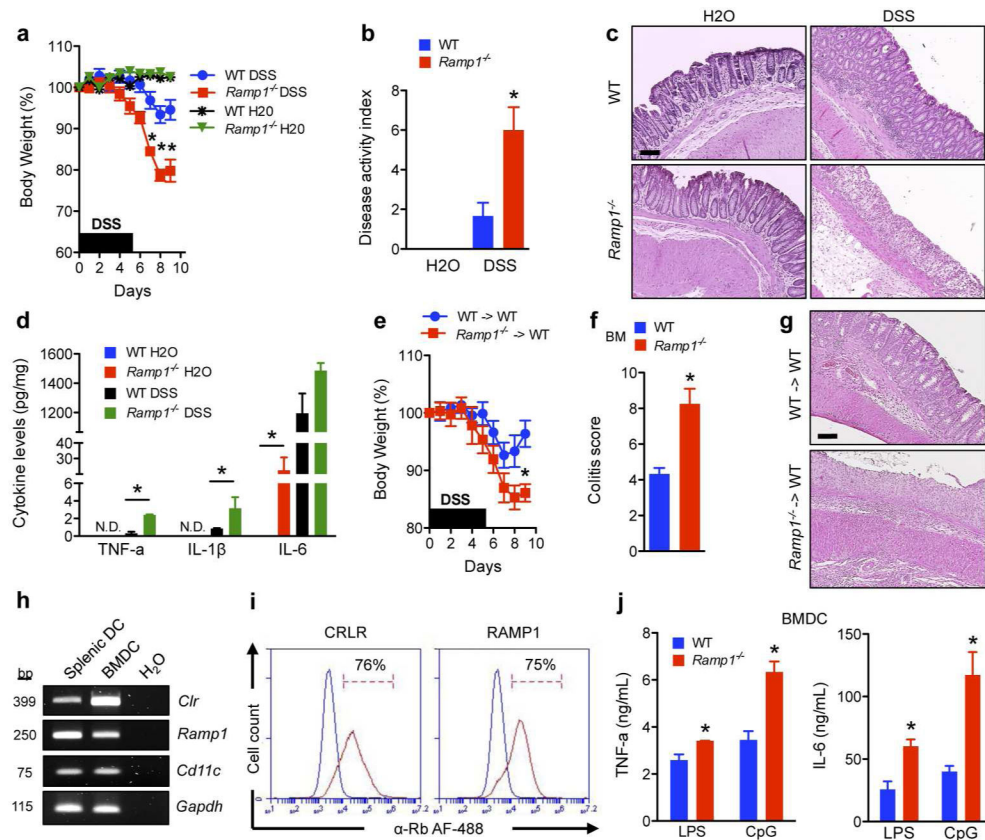 a
110
100
90
80
70
60
Body Weight (%)
DSS
0 2 4 6 8 10
Days
*
**
WT DSS
Ramp1-/- DSS
WT H20
Ramp1-/- H20
b
WT
Ramp1-/-
Disease activity index
8
6
4
2
0
*
H2O DSS
c
H2O DSS
WT
Ramp1-/-
d
Cytokine levels (pg/mg)
1600
1400
1200
40
30
20
6
4
2
0
WT H2O
Ramp1-/- H2O
WT DSS
Ramp1-/- DSS
* * *
N.D. N.D.
TNF-a IL-1β IL-6
e
WT -> WT
Ramp1-/- -> WT
Body Weight (%)
110
100
90
80
*
DSS
0 2 4 6 8 10
Days
f
BM
WT
Ramp1-/-
Colitis score
10
8
6
4
2
0
*
g
WT -> WT
Ramp1-/- -> WT
h
bp
Splenic DC
BMDC
H2O
399 Clr
250 Ramp1
75 Cd11c
115 Gapdh
i
CRLR RAMP1
76% 75%
Cell count
0
α-Rb AF-488
j
BMDC
WT
Ramp1-/-
TNF-a (ng/mL)
8
6
4
2
0
* *
LPS CpG
IL-6 (ng/mL)
150
100
50
0
* *
LPS CpG